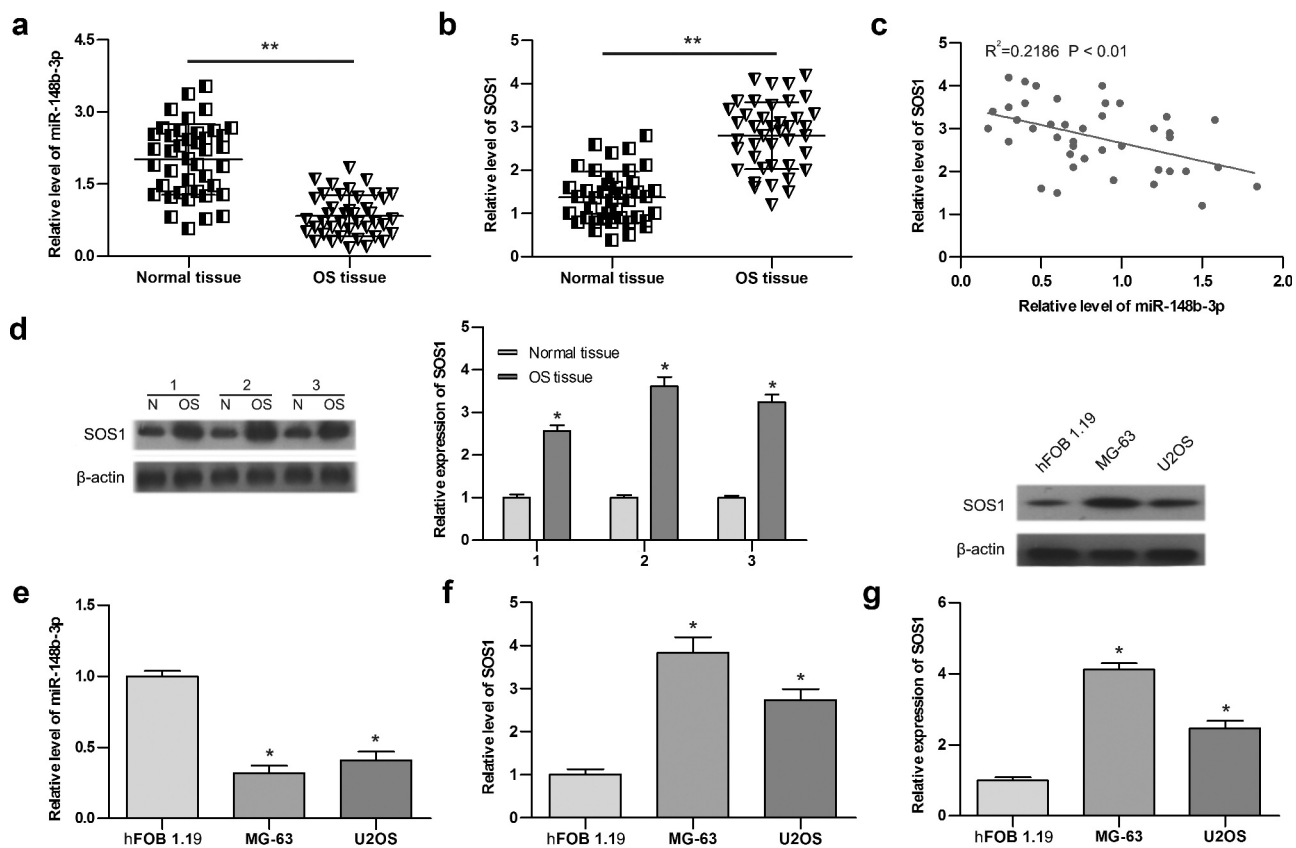 a
Relative level of miR-148b-3p
4.5
3.0
1.5
0.0
**
Normal tissue
OS tissue
b
Relative level of SOS1
5
4
3
2
1
0
**
Normal tissue
OS tissue
c
Relative level of SOS1
5
4
3
2
1
0
R²=0.2186 P < 0.01
0.0 0.5 1.0 1.5 2.0
Relative level of miR-148b-3p
d
1 2 3
N OS N OS N OS
SOS1
β-actin
Relative expression of SOS1
5
4
3
2
1
0
Normal tissue
OS tissue
*
*
*
1 2 3
hFOB 1.19
MG-63
U2OS
SOS1
β-actin
e
Relative level of miR-148b-3p
1.5
1.0
0.5
0.0
*
*
hFOB 1.19 MG-63 U2OS
f
Relative level of SOS1
5
4
3
2
1
0
*
*
hFOB 1.19 MG-63 U2OS
g
Relative expression of SOS1
6
4
2
0
*
*
hFOB 1.19 MG-63 U2OS